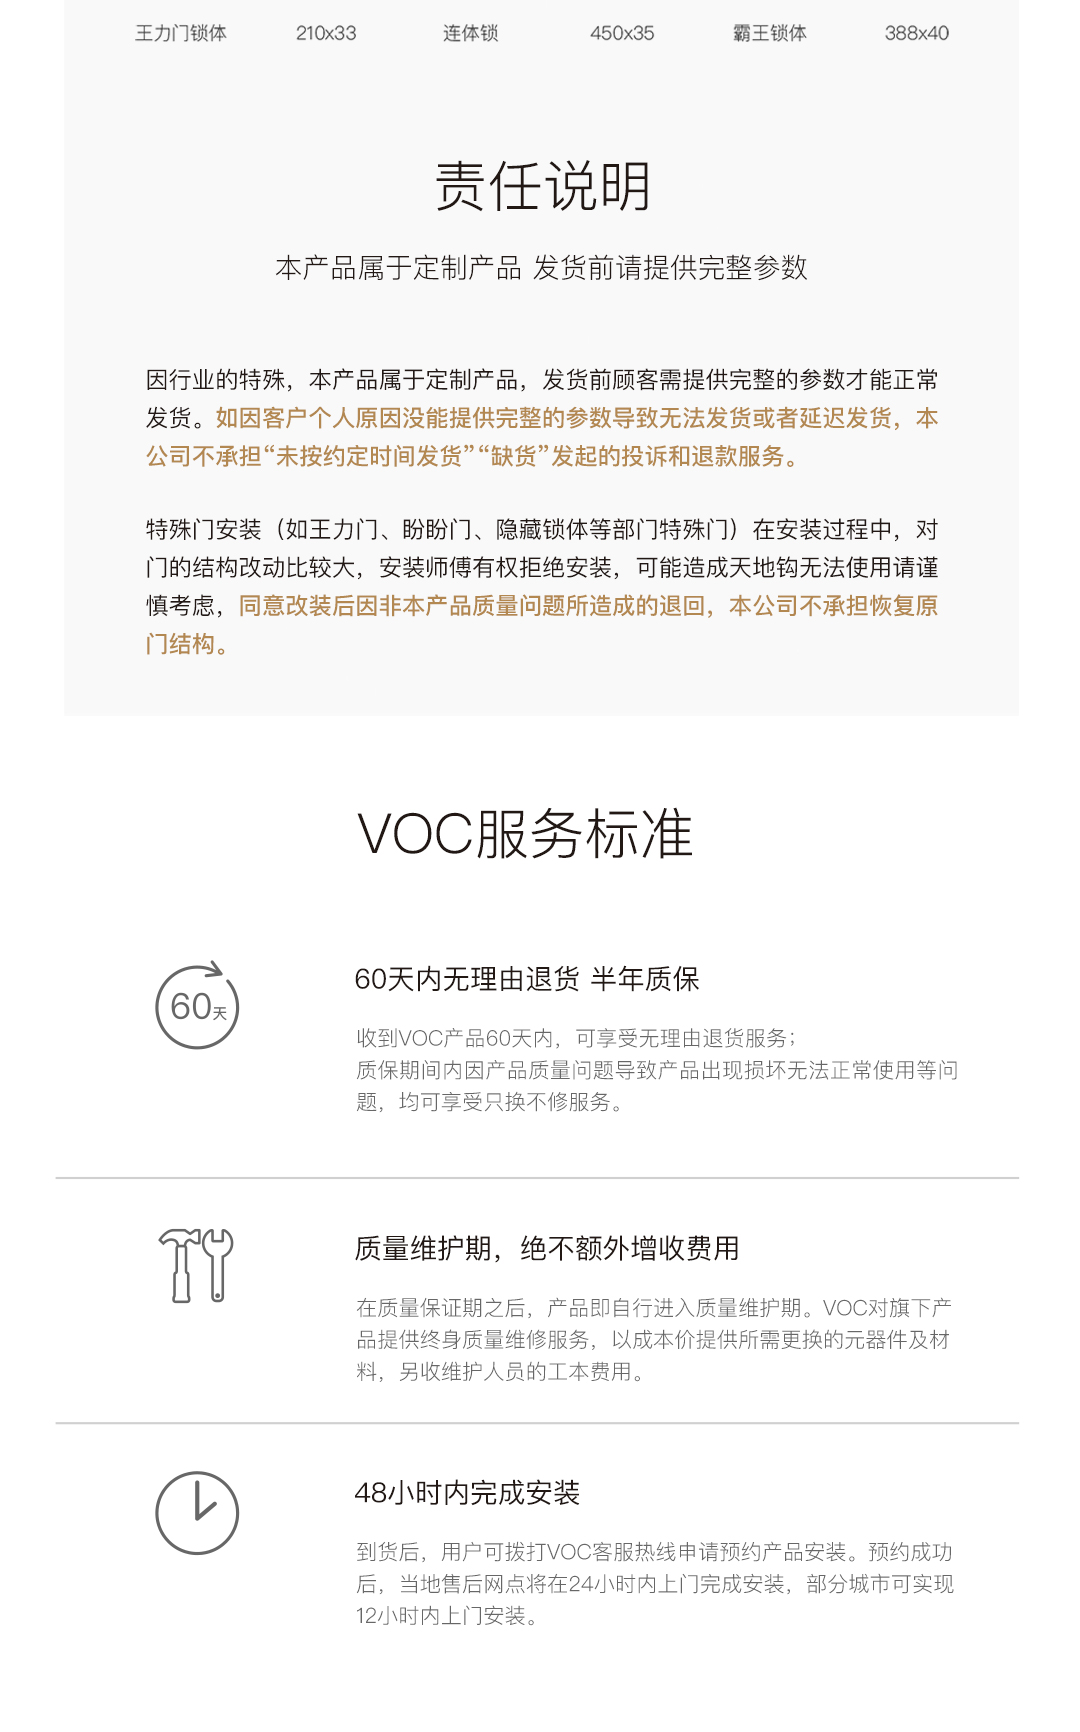 王力门锁体 210x33 连体锁 450x35 霸王锁体 388x40
责任说明
本产品属于定制产品 发货前请提供完整参数
因行业的特殊，本产品属于定制产品，发货前顾客需提供完整的参数才能正常
发货。如因客户个人原因没能提供完整的参数导致无法发货或者延迟发货，本
公司不承担“未按约定时间发货”“缺货”发起的投诉和退款服务。
特殊门安装（如王力门、盼盼门、隐藏锁体等部门特殊门）在安装过程中，对
门的结构改动比较大，安装师傅有权拒绝安装，可能造成天地钩无法使用请谨
慎考虑，同意改装后因非本产品质量问题所造成的退回，本公司不承担恢复原
门结构。
VOC服务标准
60天
60天内无理由退货 半年质保
收到VOC产品60天内，可享受无理由退货服务；
质保期间内因产品质量问题导致产品出现损坏无法正常使用等问
题，均可享受只换不修服务。
质量维护期，绝不额外增收费用
在质量保证期之后，产品即自行进入质量维护期。VOC对旗下产
品提供终身质量维修服务，以成本价提供所需更换的元器件及材
料，另收维护人员的工本费用。
48小时内完成安装
到货后，用户可拨打VOC客服热线申请预约产品安装。预约成功
后，当地售后网点将在24小时内上门完成安装，部分城市可实现
12小时内上门安装。